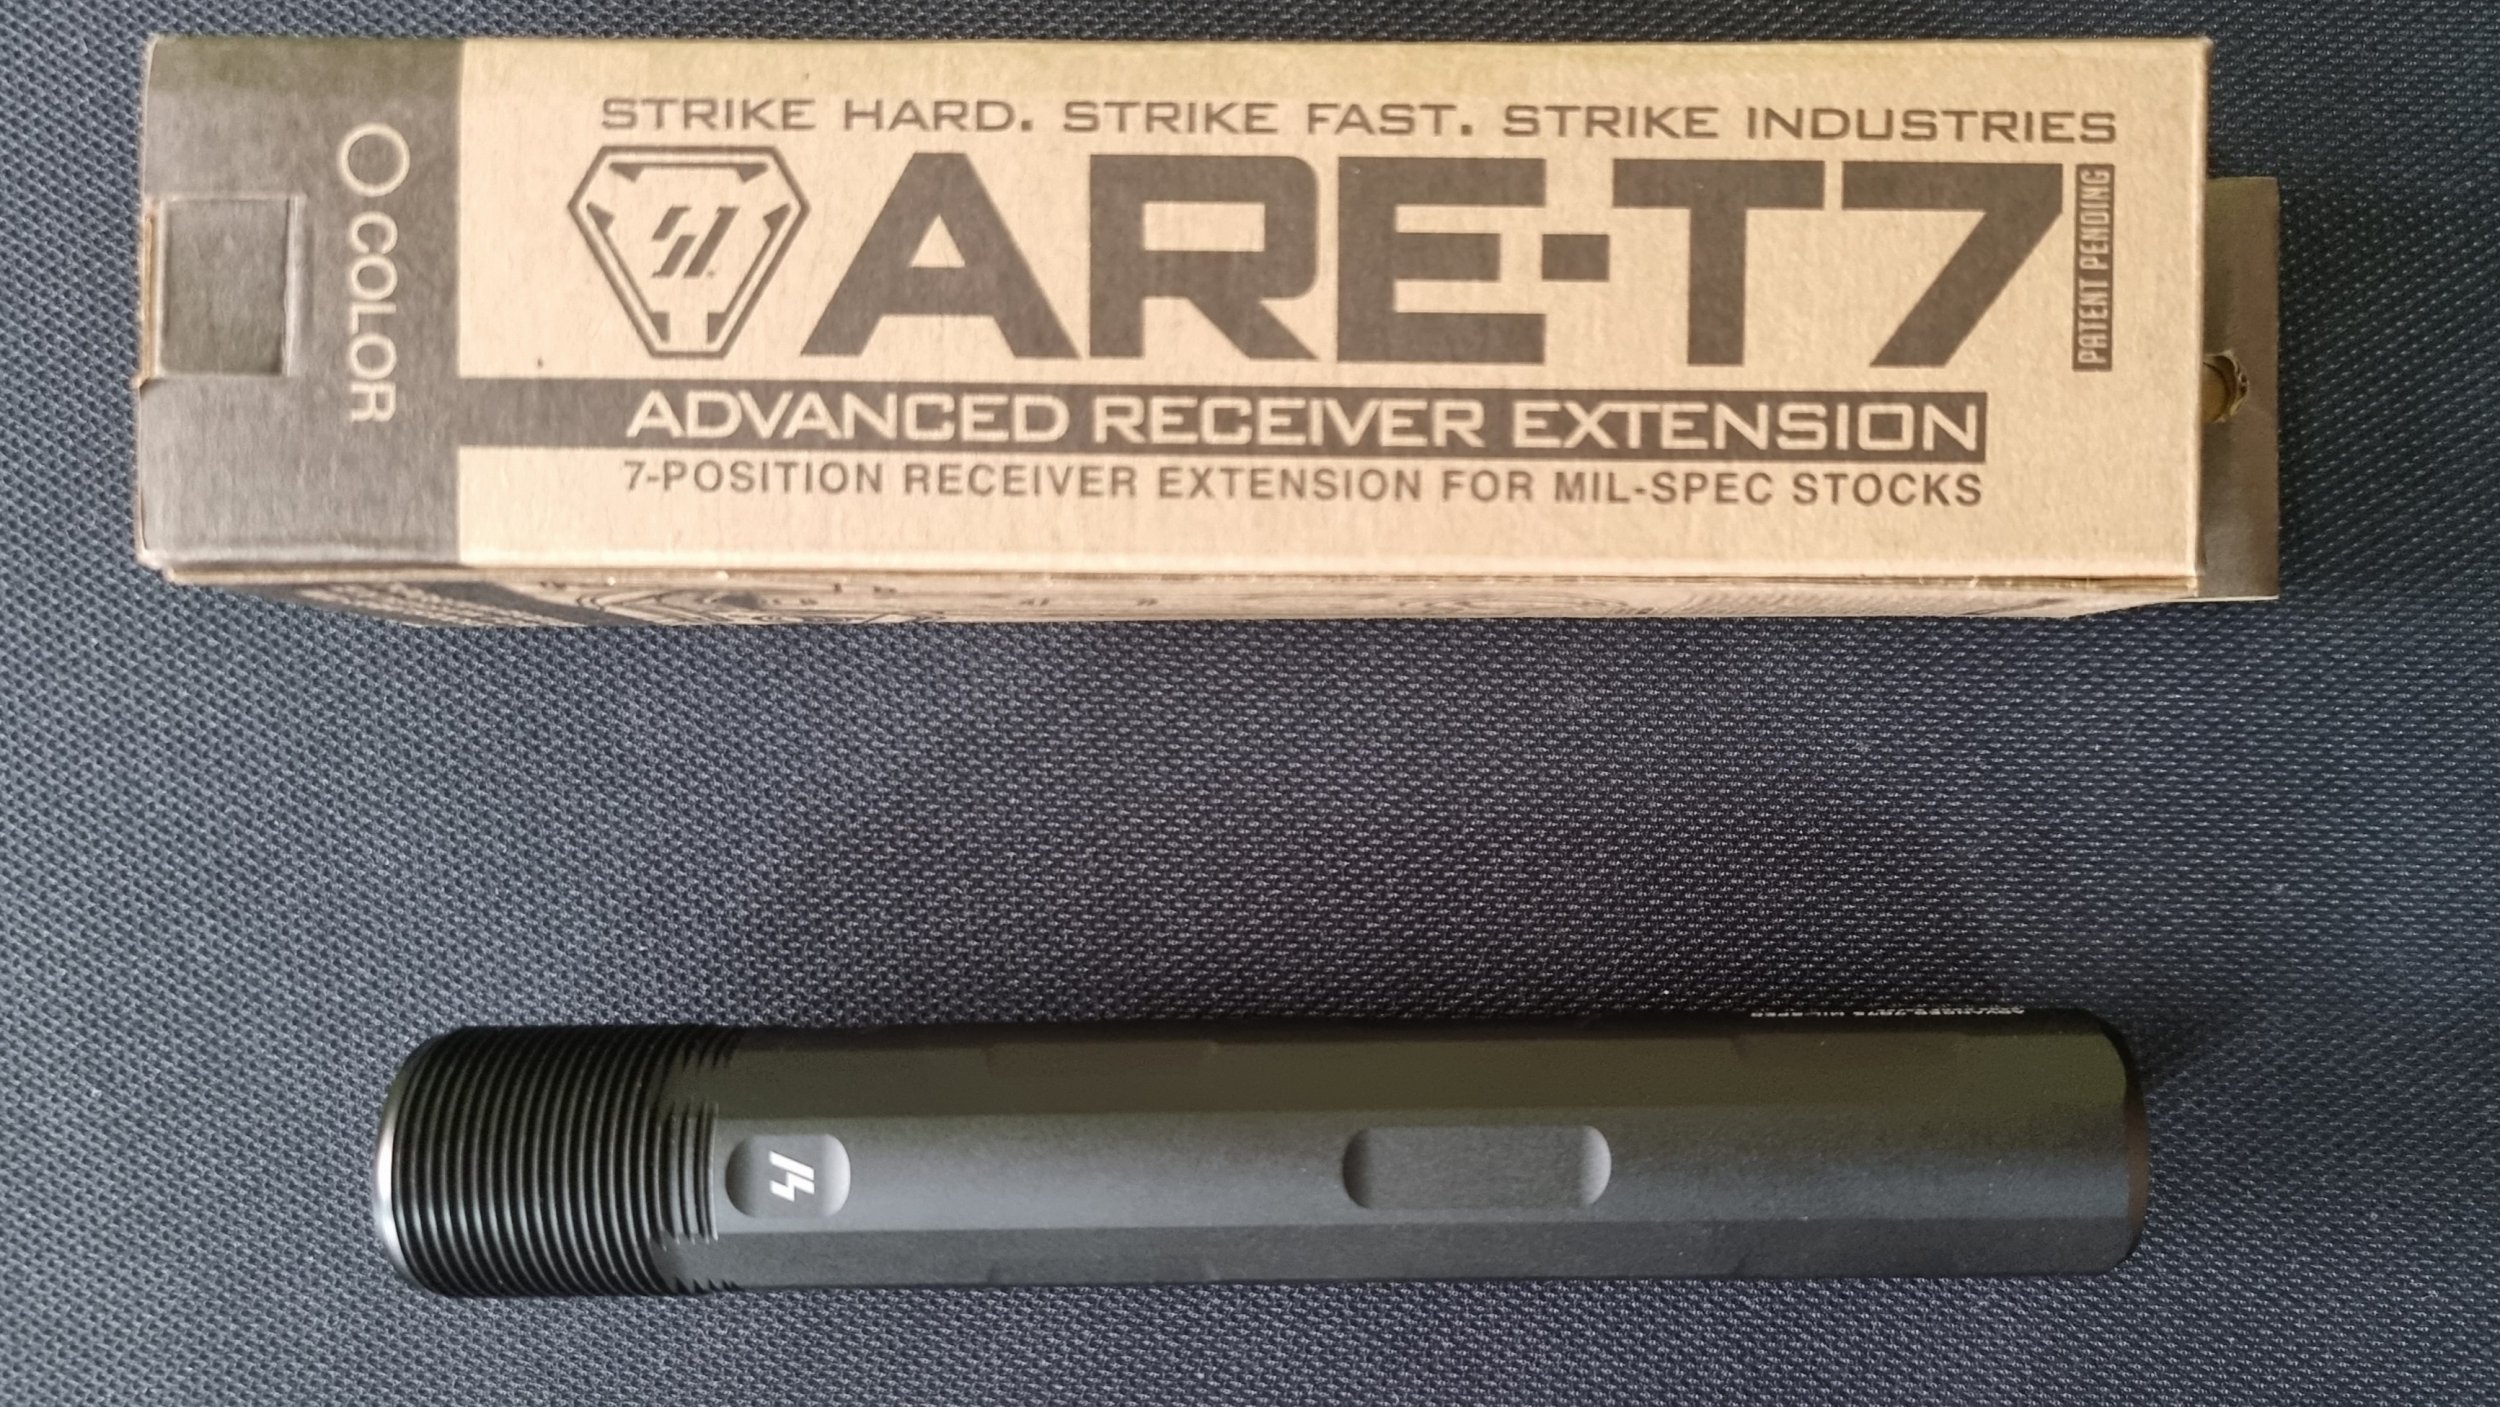 STRIKE HARD. STRIKE FAST. STRIKE INDUSTRIES
ARE-T7
PATENT PENDING
ADVANCED RECEIVER EXTENSION
7-POSITION RECEIVER EXTENSION FOR MIL-SPEC STOCKS
COLOR